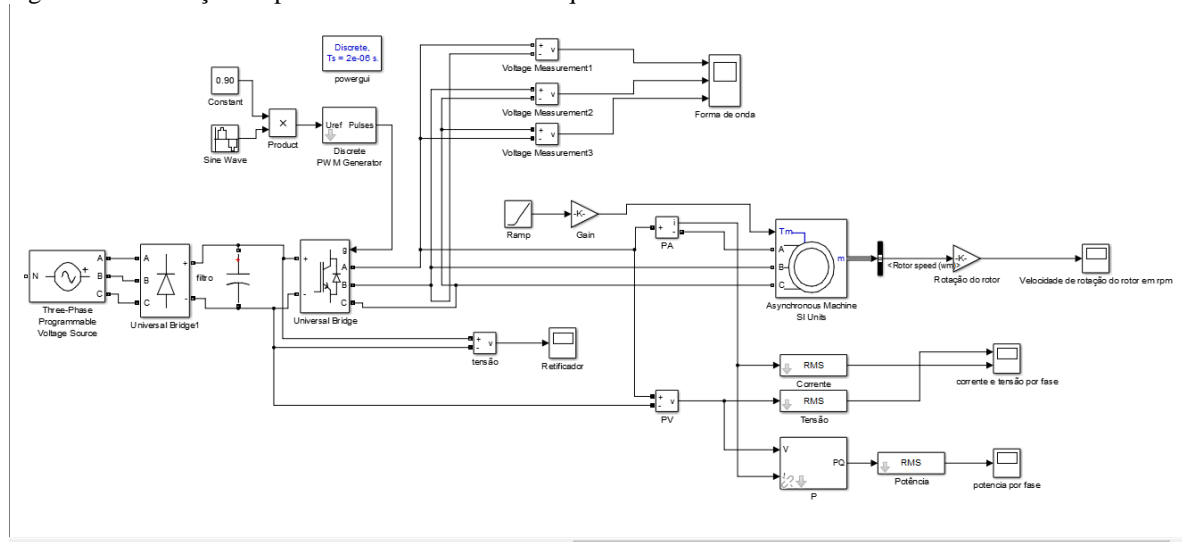 Discrete,
Ts = 2e-06 s.
powergui
0.90
Constant
Sine Wave
×
Product
Uref Pulses
Discrete
PWM Generator
+
-
v
Voltage Measurement1
+
-
v
Voltage Measurement2
+
-
v
Voltage Measurement3
Forma de onda
Ramp
-K-
Gain
+
i
-
PA
N
A
B
C
Three-Phase
Programmable
Voltage Source
A
B
C
+
-
Universal Bridge1
filtro
g
+
-
A
B
C
Universal Bridge
Tm
A
B
C
m
Asynchronous Machine
SI Units
<Rotor speed (wm)>
-K-
Rotação do rotor
Velocidade de rotação do rotor em rpm
+
-
v
tensão
Retificador
+
-
v
PV
RMS
Corrente
RMS
Tensão
corrente e tensão por fase
V
I
PQ
P
RMS
Potência
potencia por fase